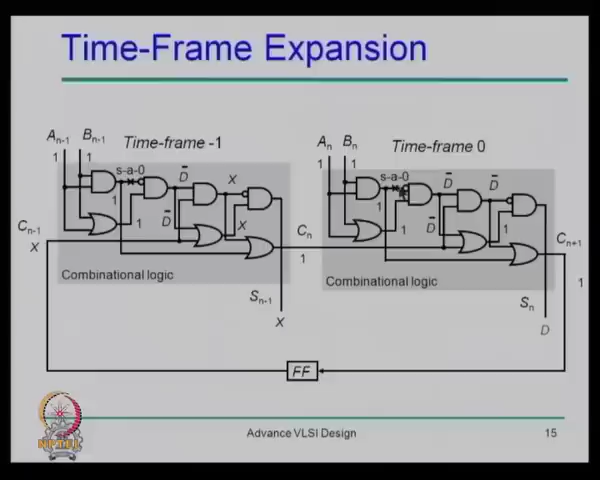 Time-Frame Expansion
Aₙ₋₁ Bₙ₋₁ Time-frame -1
1 1 s-a-0 D̄ X
1 D̄ 1 X
Cₙ₋₁
X
Combinational logic
Sₙ₋₁
X
Aₙ Bₙ Time-frame 0
1 1 s-a-0 D̄ D̄
1 D̄ 1 1
Cₙ
1
Combinational logic
Cₙ₊₁
1
Sₙ
D
FF
NPTEL
Advance VLSI Design
15